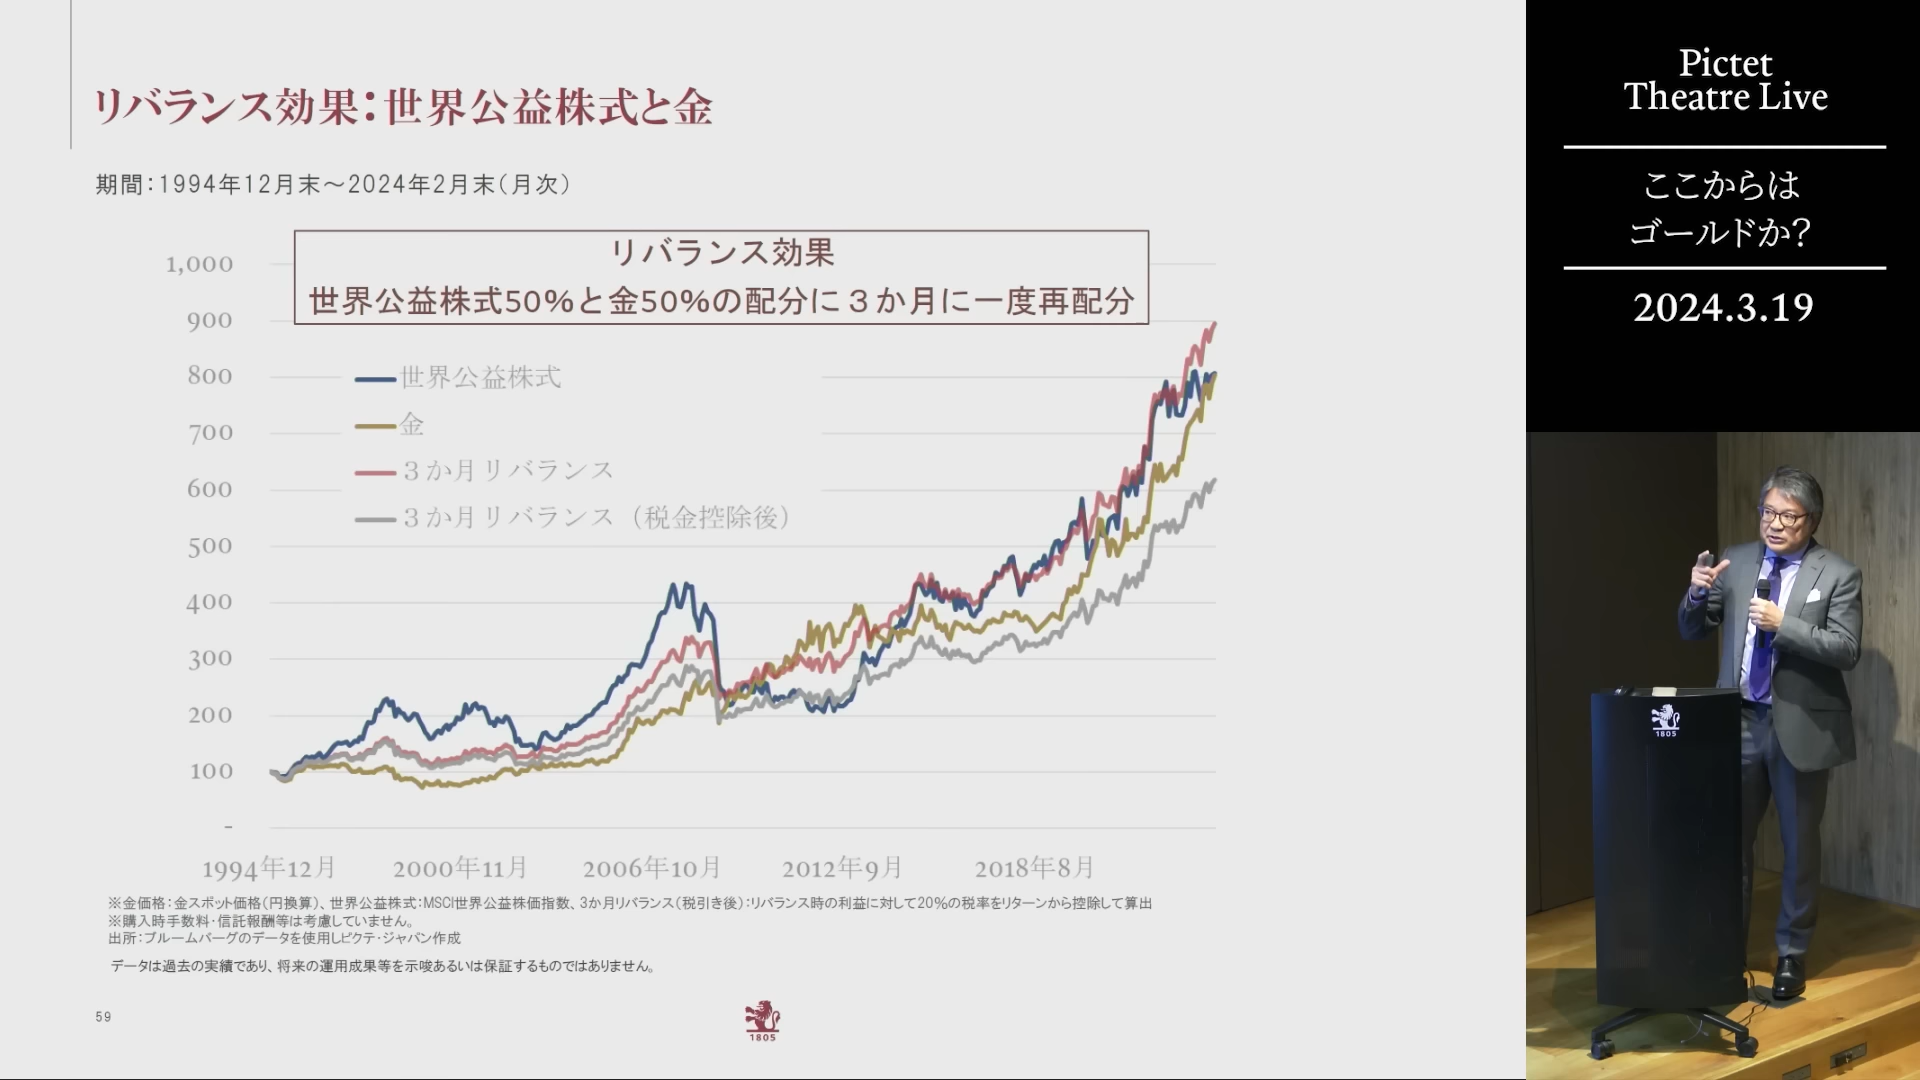 リバランス効果：世界公益株式と金
期間：1994年12月末～2024年2月末（月次）
リバランス効果
世界公益株式50%と金50%の配分に３か月に一度再配分
1,000
900
800
700
600
500
400
300
200
100
-
世界公益株式
金
３か月リバランス
３か月リバランス（税金控除後）
1994年12月
2000年11月
2006年10月
2012年9月
2018年8月
※金価格：金スポット価格（円換算）、世界公益株式：MSCI世界公益株価指数、3か月リバランス（税引き後）：リバランス時の利益に対して20%の税率をリターンから控除して算出
※購入時手数料・信託報酬等は考慮していません。
出所：ブルームバーグのデータを使用しピクテ・ジャパン作成
データは過去の実績であり、将来の運用成果等を示唆あるいは保証するものではありません。
59
1805
Pictet
Theatre Live
ここからは
ゴールドか？
2024.3.19
1805